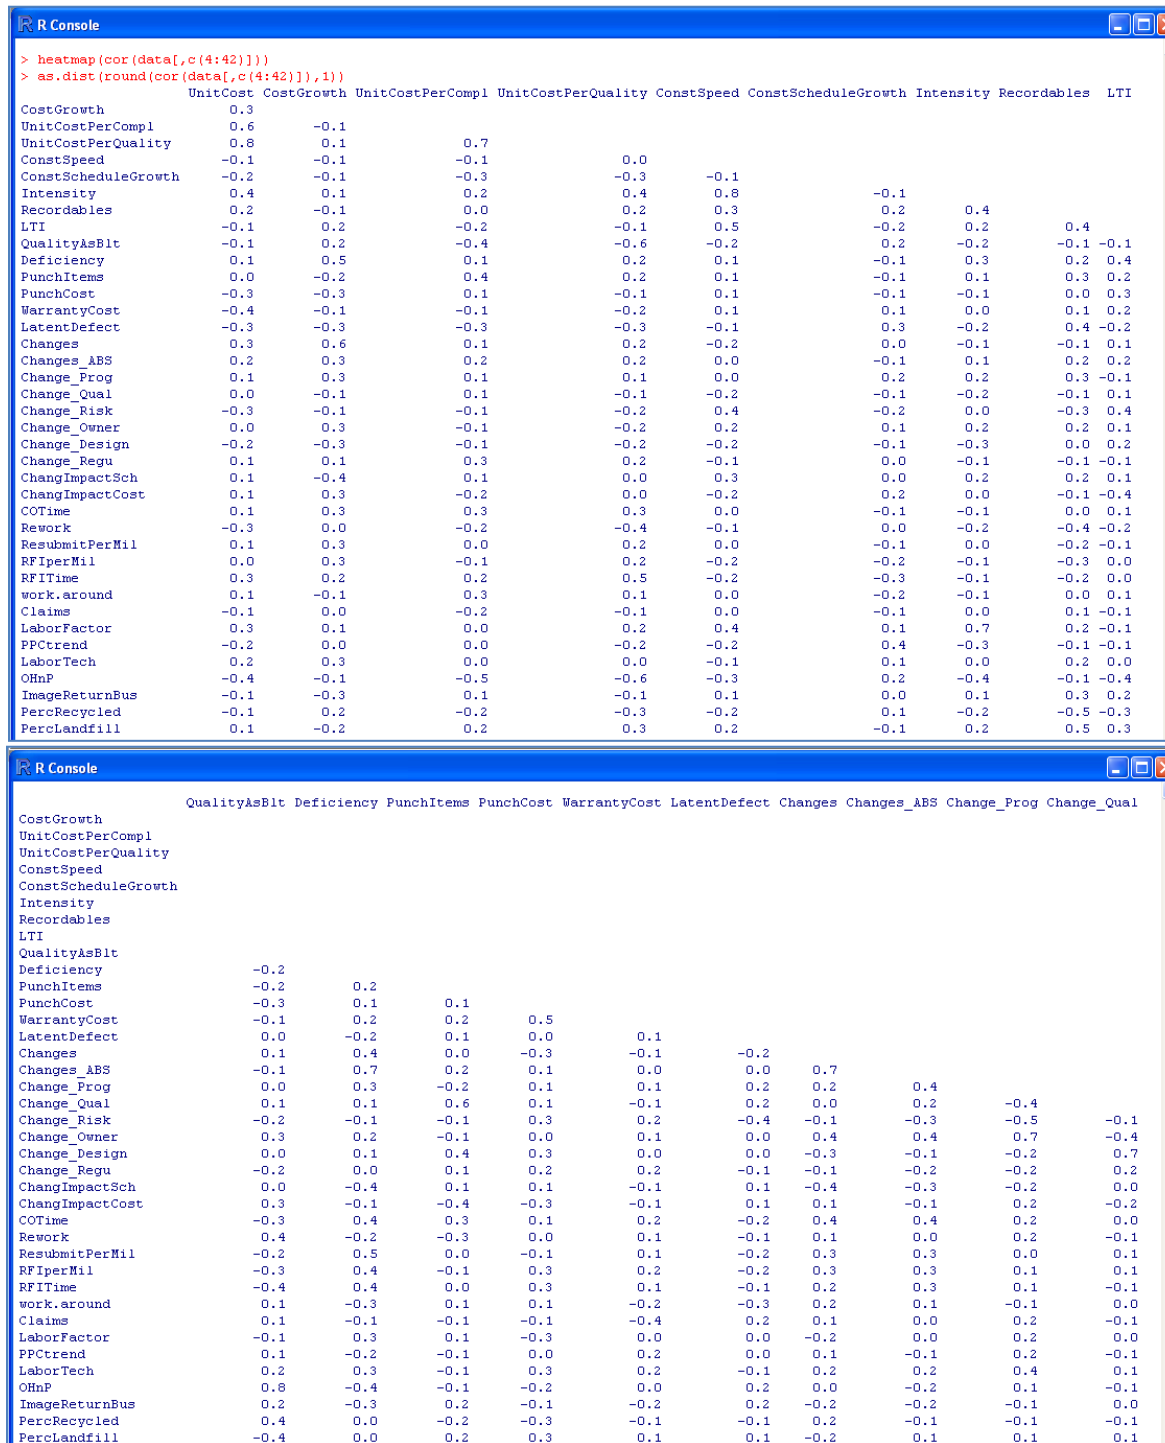 R Console
> heatmap(cor(data[,c(4:42)]))
> as.dist(round(cor(data[,c(4:42)]),1))
UnitCost CostGrowth UnitCostPerCompl UnitCostPerQuality ConstSpeed ConstScheduleGrowth Intensity Recordables LTI
CostGrowth 0.3
UnitCostPerCompl 0.6 -0.1
UnitCostPerQuality 0.8 0.1 0.7
ConstSpeed -0.1 -0.1 -0.1 0.0
ConstScheduleGrowth -0.2 -0.1 -0.3 -0.3 -0.1
Intensity 0.4 0.1 0.2 0.4 0.8 -0.1
Recordables 0.2 -0.1 0.0 0.2 0.3 0.2 0.4
LTI -0.1 0.2 -0.2 -0.1 0.5 -0.2 0.2 0.4
QualityAsBlt -0.1 0.2 -0.4 -0.6 -0.2 0.2 -0.2 -0.1 -0.1
Deficiency 0.1 0.5 0.1 0.2 0.1 -0.1 0.3 0.2 0.4
PunchItems 0.0 -0.2 0.4 0.2 0.1 -0.1 0.1 0.3 0.2
PunchCost -0.3 -0.3 0.1 -0.1 0.1 -0.1 -0.1 0.0 0.3
WarrantyCost -0.4 -0.1 -0.1 -0.2 0.1 0.1 0.0 0.1 0.2
LatentDefect -0.3 -0.3 -0.3 -0.3 -0.1 0.3 -0.2 0.4 -0.2
Changes 0.3 0.6 0.1 0.2 -0.2 0.0 -0.1 -0.1 0.1
Changes_ABS 0.2 0.3 0.2 0.2 0.0 -0.1 0.1 0.2 0.2
Change_Prog 0.1 0.3 0.1 0.1 0.0 0.2 0.2 0.3 -0.1
Change_Qual 0.0 -0.1 0.1 -0.1 -0.2 -0.1 -0.2 -0.1 0.1
Change_Risk -0.3 -0.1 -0.1 -0.2 0.4 -0.2 0.0 -0.3 0.4
Change_Owner 0.0 0.3 -0.1 -0.2 0.2 0.1 0.2 0.2 0.1
Change_Design -0.2 -0.3 -0.1 -0.2 -0.2 -0.1 -0.3 0.0 0.2
Change_Regu 0.1 0.1 0.3 0.2 -0.1 0.0 -0.1 -0.1 -0.1
ChangImpactSch 0.1 -0.4 0.1 0.0 0.3 0.0 0.2 0.2 0.1
ChangImpactCost 0.1 0.3 -0.2 0.0 -0.2 0.2 0.0 -0.1 -0.4
COTime 0.1 0.3 0.3 0.3 0.0 -0.1 -0.1 0.0 0.1
Rework -0.3 0.0 -0.2 -0.4 -0.1 0.0 -0.2 -0.4 -0.2
ResubmitPerMil 0.1 0.3 0.0 0.2 0.0 -0.1 0.0 -0.2 -0.1
RFIperMil 0.0 0.3 -0.1 0.2 -0.2 -0.2 -0.1 -0.3 0.0
RFITime 0.3 0.2 0.2 0.5 -0.2 -0.3 -0.1 -0.2 0.0
work.around 0.1 -0.1 0.3 0.1 0.0 -0.2 -0.1 0.0 0.1
Claims -0.1 0.0 -0.2 -0.1 0.0 -0.1 0.0 0.1 -0.1
LaborFactor 0.3 0.1 0.0 0.2 0.4 0.1 0.7 0.2 -0.1
PPCtrend -0.2 0.0 0.0 -0.2 -0.2 0.4 -0.3 -0.1 -0.1
LaborTech 0.2 0.3 0.0 0.0 -0.1 0.1 0.0 0.2 0.0
OHnP -0.4 -0.1 -0.5 -0.6 -0.3 0.2 -0.4 -0.1 -0.4
ImageReturnBus -0.1 -0.3 0.1 -0.1 0.1 0.0 0.1 0.3 0.2
PercRecycled -0.1 0.2 -0.2 -0.3 -0.2 0.1 -0.2 -0.5 -0.3
PercLandfill 0.1 -0.2 0.2 0.3 0.2 -0.1 0.2 0.5 0.3
R Console
QualityAsBlt Deficiency PunchItems PunchCost WarrantyCost LatentDefect Changes Changes_ABS Change_Prog Change_Qual
CostGrowth
UnitCostPerCompl
UnitCostPerQuality
ConstSpeed
ConstScheduleGrowth
Intensity
Recordables
LTI
QualityAsBlt
Deficiency -0.2
PunchItems -0.2 0.2
PunchCost -0.3 0.1 0.1
WarrantyCost -0.1 0.2 0.2 0.5
LatentDefect 0.0 -0.2 0.1 0.0 0.1
Changes 0.1 0.4 0.0 -0.3 -0.1 -0.2
Changes_ABS -0.1 0.7 0.2 0.1 0.0 0.0 0.7
Change_Prog 0.0 0.3 -0.2 0.1 0.1 0.2 0.2 0.4
Change_Qual 0.1 0.1 0.6 0.1 -0.1 0.2 0.0 0.2 -0.4
Change_Risk -0.2 -0.1 -0.1 0.3 0.2 -0.4 -0.1 -0.3 -0.5 -0.1
Change_Owner 0.3 0.2 -0.1 0.0 0.1 0.0 0.4 0.4 0.7 -0.4
Change_Design 0.0 0.1 0.4 0.3 0.0 0.0 -0.3 -0.1 -0.2 0.7
Change_Regu -0.2 0.0 0.1 0.2 0.2 -0.1 -0.1 -0.2 -0.2 0.2
ChangImpactSch 0.0 -0.4 0.1 0.1 -0.1 0.1 -0.4 -0.3 -0.2 0.0
ChangImpactCost 0.3 -0.1 -0.4 -0.3 -0.1 0.1 0.1 -0.1 0.2 -0.2
COTime -0.3 0.4 0.3 0.1 0.2 -0.2 0.4 0.4 0.2 0.0
Rework 0.4 -0.2 -0.3 0.0 0.1 -0.1 0.1 0.0 0.2 -0.1
ResubmitPerMil -0.2 0.5 0.0 -0.1 0.1 -0.2 0.3 0.3 0.0 0.1
RFIperMil -0.3 0.4 -0.1 0.3 0.2 -0.2 0.3 0.3 0.1 0.1
RFITime -0.4 0.4 0.0 0.3 0.1 -0.1 0.2 0.3 0.1 -0.1
work.around 0.1 -0.3 0.1 0.1 -0.2 -0.3 0.2 0.1 -0.1 0.0
Claims 0.1 -0.1 -0.1 -0.1 -0.4 0.2 0.1 0.0 0.2 -0.1
LaborFactor -0.1 0.3 0.1 -0.3 0.0 0.0 -0.2 0.0 0.2 0.0
PPCtrend 0.1 -0.2 -0.1 0.0 0.2 0.0 0.1 -0.1 0.2 -0.1
LaborTech 0.2 0.3 -0.1 0.3 0.2 -0.1 0.2 0.2 0.4 0.1
OHnP 0.8 -0.4 -0.1 -0.2 0.0 0.2 0.0 -0.2 0.1 -0.1
ImageReturnBus 0.2 -0.3 0.2 -0.1 -0.2 0.2 -0.2 -0.2 -0.1 0.0
PercRecycled 0.4 0.0 -0.2 -0.3 -0.1 -0.1 0.2 -0.1 -0.1 -0.1
PercLandfill -0.4 0.0 0.2 0.3 0.1 0.1 -0.2 0.1 0.1 0.1